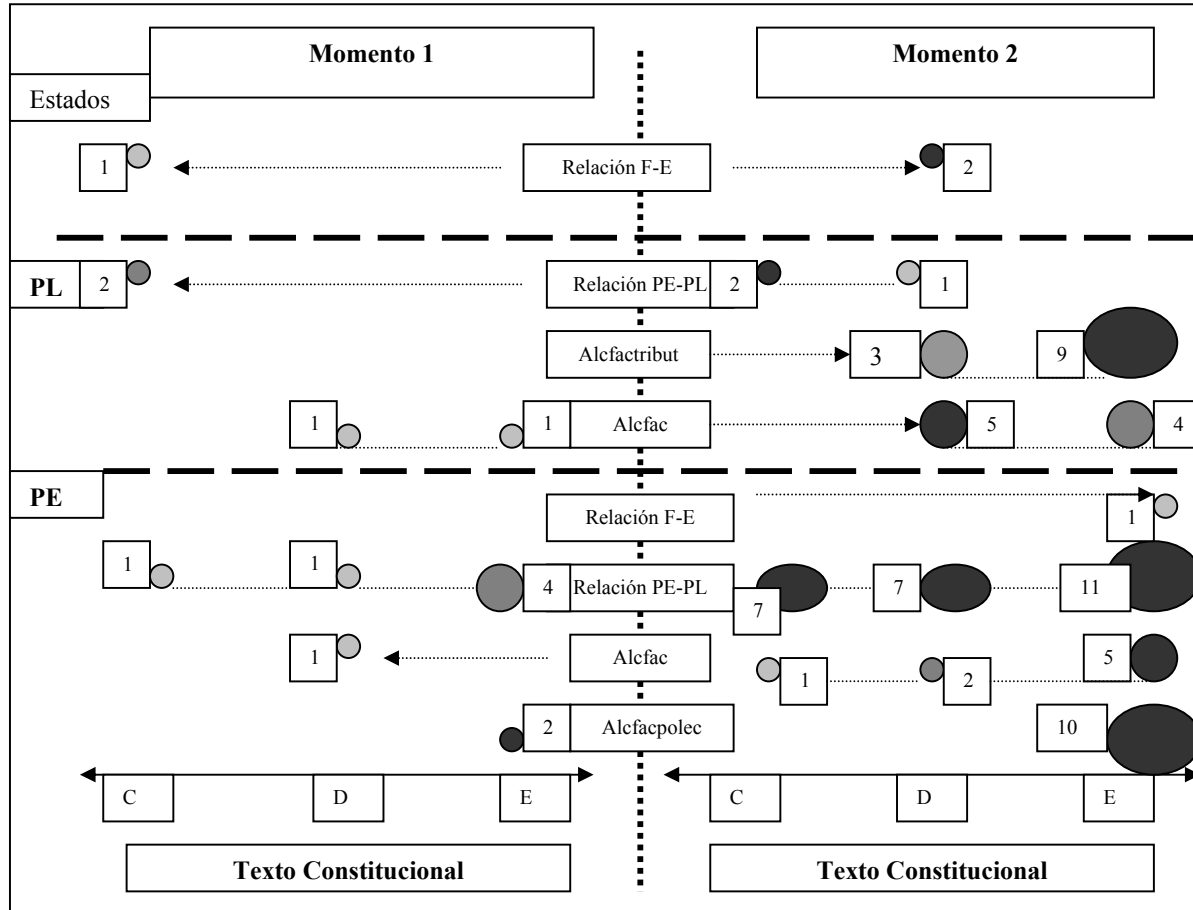 Momento 1
Momento 2
Estados
1
Relación F-E
2
PL
2
Relación PE-PL
2
1
Alcfactribut
3
9
1
1
Alcfac
5
4
PE
Relación F-E
1
1
1
4
Relación PE-PL
7
7
11
1
Alcfac
1
2
5
2
Alcfacpolec
10
C
D
E
C
D
E
Texto Constitucional
Texto Constitucional